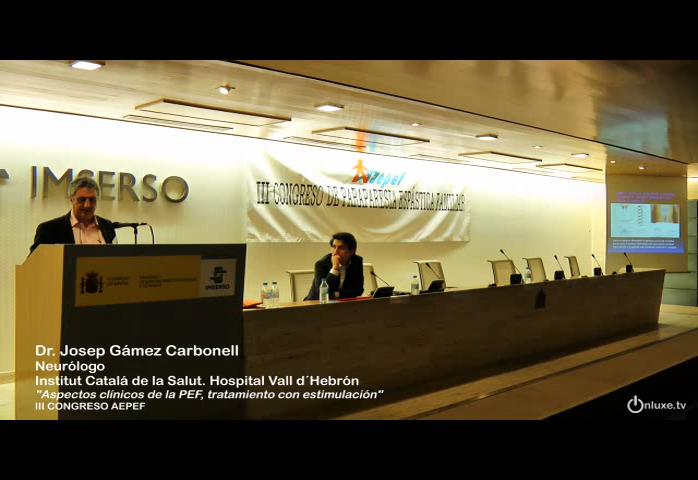 IMSERSO
aepef
III CONGRESO DE PARAPARESIA ESPÁSTICA FAMILIAR
IMSERSO
Dr. Josep Gámez Carbonell
Neurólogo
Institut Catalá de la Salut. Hospital Vall d´Hebrón
"Aspectos clínicos de la PEF, tratamiento con estimulación"
III CONGRESO AEPEF
onluxe.tv